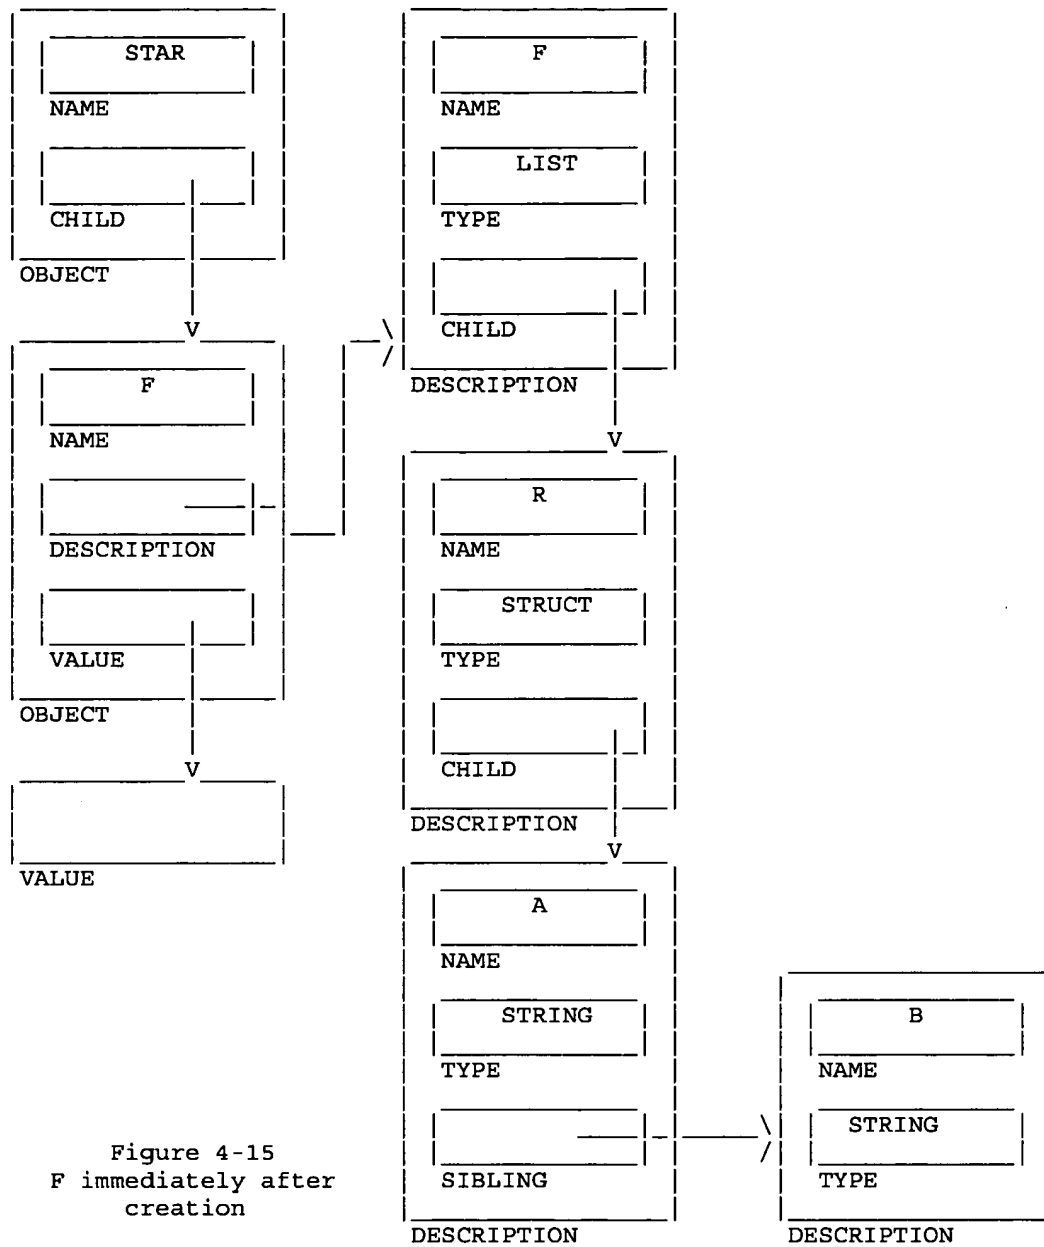 STAR
NAME
CHILD
OBJECT
F
NAME
DESCRIPTION
VALUE
OBJECT
VALUE
F
NAME
LIST
TYPE
CHILD
DESCRIPTION
R
NAME
STRUCT
TYPE
CHILD
DESCRIPTION
A
NAME
STRING
TYPE
SIBLING
DESCRIPTION
B
NAME
STRING
TYPE
DESCRIPTION
Figure 4-15
F immediately after
creation